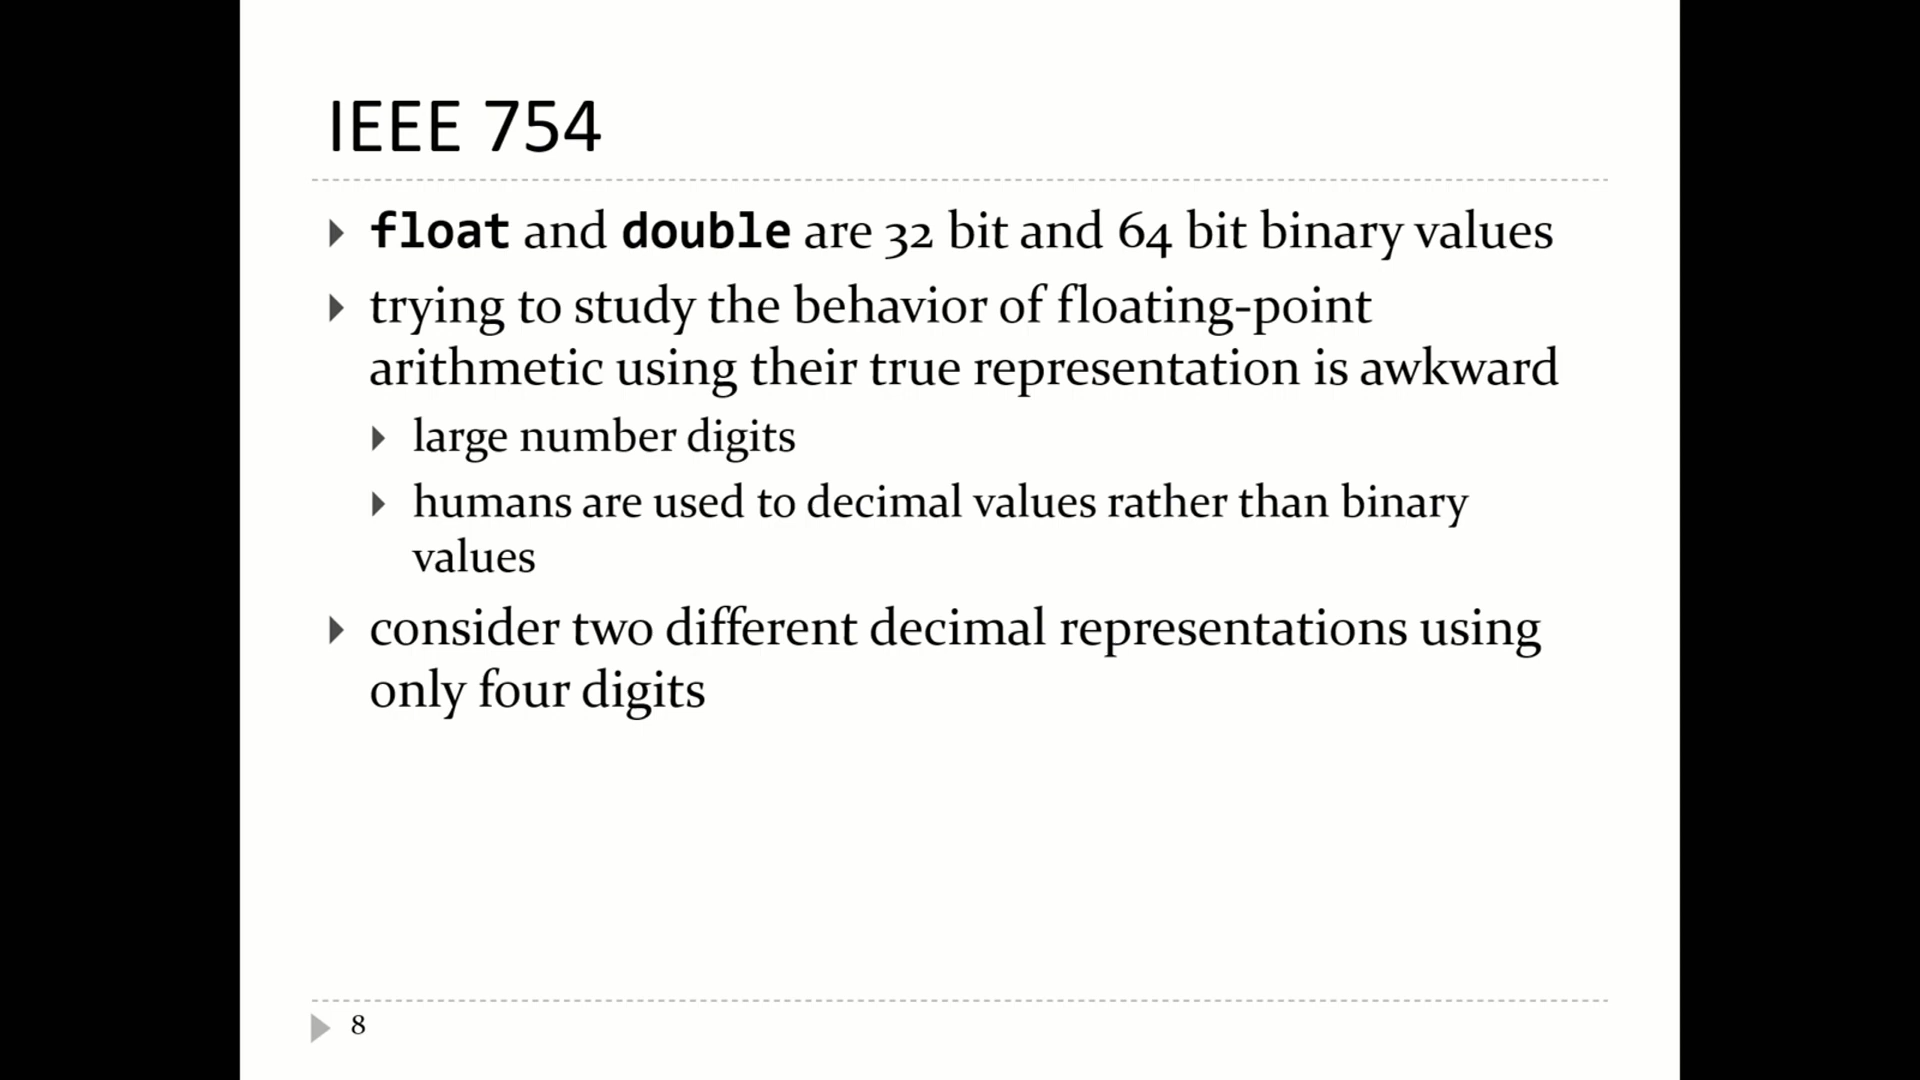 IEEE 754
float and double are 32 bit and 64 bit binary values
trying to study the behavior of floating-point
arithmetic using their true representation is awkward
large number digits
humans are used to decimal values rather than binary
values
consider two different decimal representations using
only four digits
8